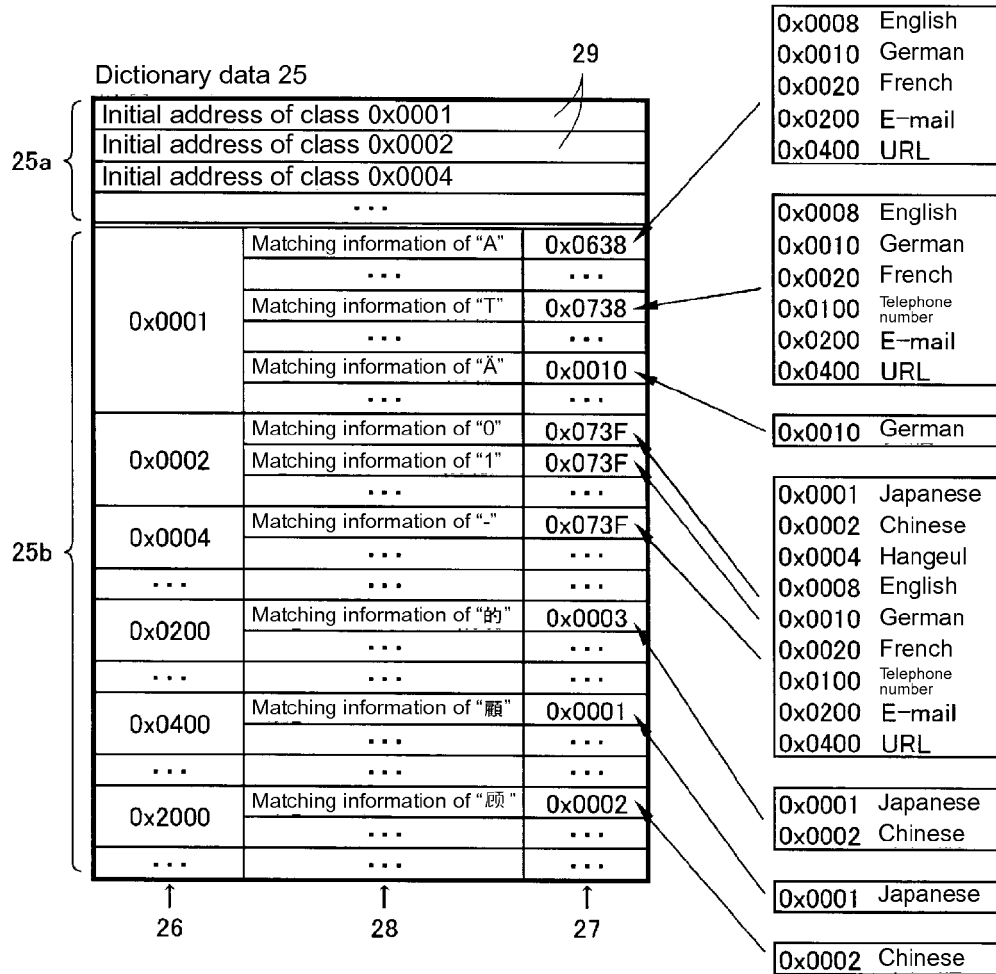 Dictionary data 25
29
25a
Initial address of class 0x0001
Initial address of class 0x0002
Initial address of class 0x0004
...
25b
0x0001
Matching information of “A” 0x0638
... ...
Matching information of “T” 0x0738
... ...
Matching information of “Ä” 0x0010
... ...
0x0002
Matching information of “0” 0x073F
Matching information of “1” 0x073F
... ...
0x0004
Matching information of “-” 0x073F
... ...
... ... ...
0x0200
Matching information of “的” 0x0003
... ...
... ... ...
0x0400
Matching information of “顧” 0x0001
... ...
... ... ...
0x2000
Matching information of “顾” 0x0002
... ...
... ... ...
26 28 27
0x0008 English
0x0010 German
0x0020 French
0x0200 E-mail
0x0400 URL
0x0008 English
0x0010 German
0x0020 French
0x0100 Telephone number
0x0200 E-mail
0x0400 URL
0x0010 German
0x0001 Japanese
0x0002 Chinese
0x0004 Hangeul
0x0008 English
0x0010 German
0x0020 French
0x0100 Telephone number
0x0200 E-mail
0x0400 URL
0x0001 Japanese
0x0002 Chinese
0x0001 Japanese
0x0002 Chinese